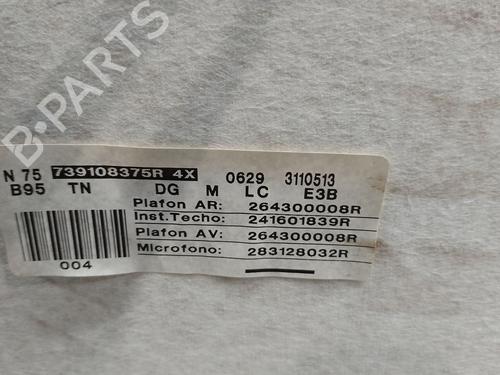 B-PARTS
N 75 739108375R 4X 0629 3110513
B95 TN DG M LC E3B
Plafon AR: 264300008R
Inst.Techo: 241601839R
Plafon AV: 264300008R
Microfono: 283128032R
004